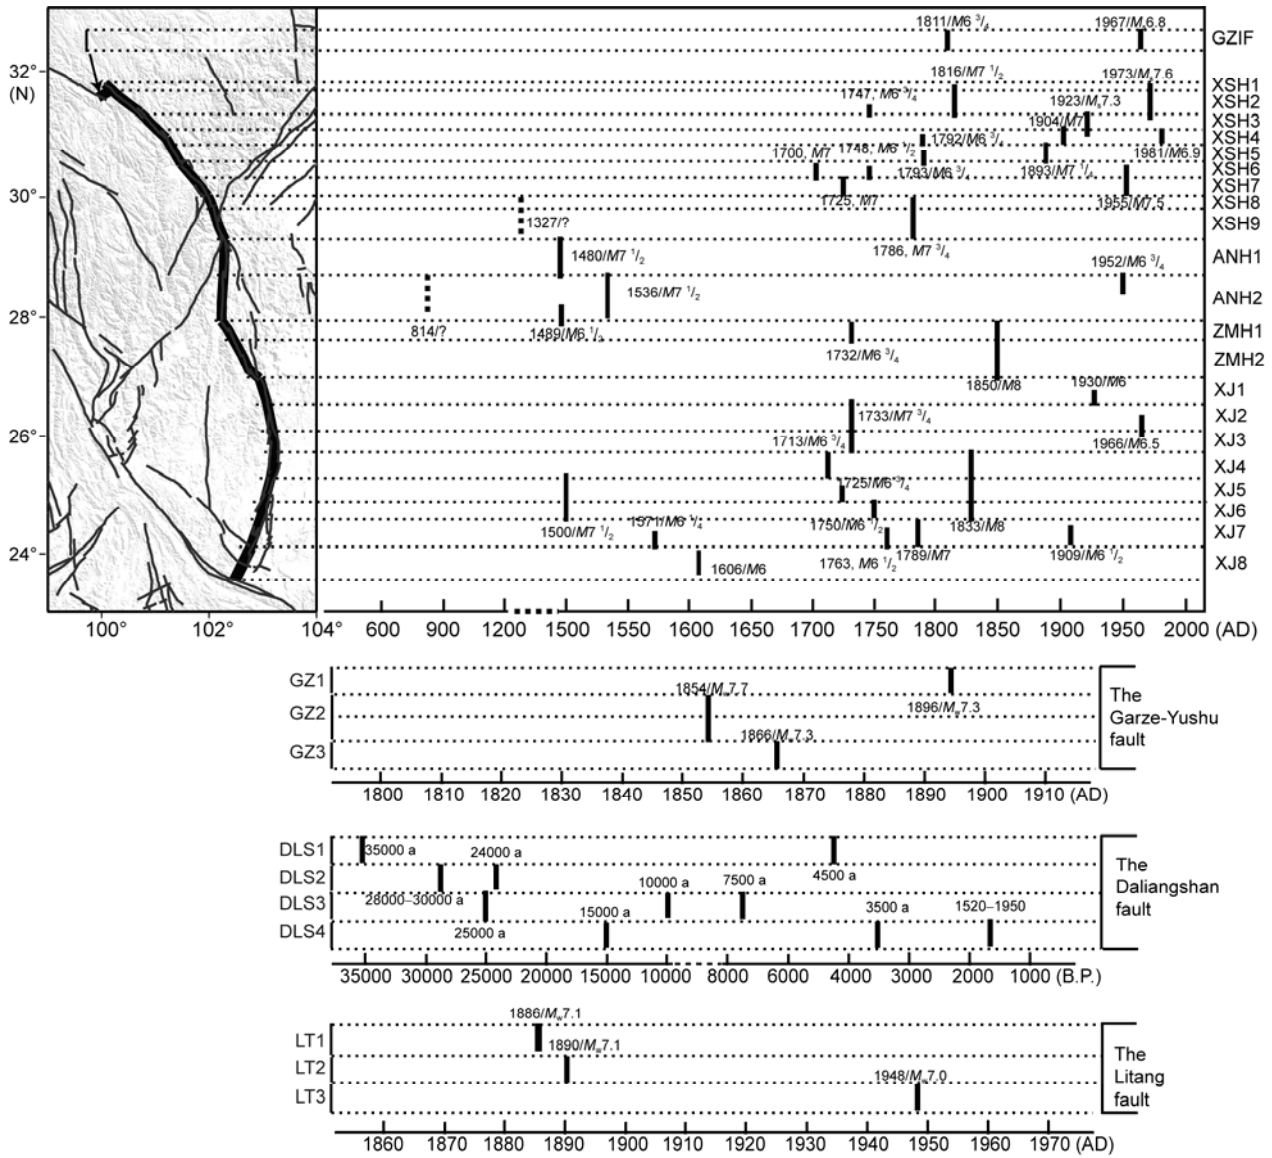 1811/M6 3/4
1967/Ms6.8
GZIF
32°
(N)
1816/M7 1/2
1973/Ms7.6
XSH1
1747, M6 3/4
1923/Ms7.3
XSH2
1904/M7
XSH3
1792/M6 3/4
XSH4
1700, M7
1748, M6 1/2
1981/M6.9
XSH5
1793/M6 3/4
1893/M7 1/4
XSH6
XSH7
30°
1725, M7
1955/M7.5
XSH8
1327/?
XSH9
1480/M7 1/2
1786, M7 3/4
ANH1
1952/M6 3/4
1536/M7 1/2
ANH2
28°
814/?
1489/M6 1/2
ZMH1
1732/M6 3/4
ZMH2
1850/M8
1930/M6
XJ1
1733/M7 3/4
XJ2
26°
1713/M6 3/4
1966/M6.5
XJ3
XJ4
1725/M6 3/4
XJ5
XJ6
1500/M7 1/2
1571/M6 1/4
1750/M6 1/2
1833/M8
XJ7
24°
1606/M6
1763, M6 1/2
1789/M7
1909/M6 1/2
XJ8
100° 102° 104° 600 900 1200 1500 1550 1600 1650 1700 1750 1800 1850 1900 1950 2000 (AD)
GZ1
GZ2
GZ3
1854/Mw7.7
1896/Mw7.3
1866/Mw7.3
The
Garze-Yushu
fault
1800 1810 1820 1830 1840 1850 1860 1870 1880 1890 1900 1910 (AD)
DLS1
DLS2
DLS3
DLS4
35000 a
24000 a
4500 a
28000–30000 a
10000 a
7500 a
25000 a
15000 a
3500 a
1520–1950
The
Daliangshan
fault
35000 30000 25000 20000 15000 10000 8000 6000 4000 3000 2000 1000 (B.P.)
1886/Mw7.1
LT1
1890/Mw7.1
LT2
1948/Mw7.0
LT3
The
Litang
fault
1860 1870 1880 1890 1900 1910 1920 1930 1940 1950 1960 1970 (AD)